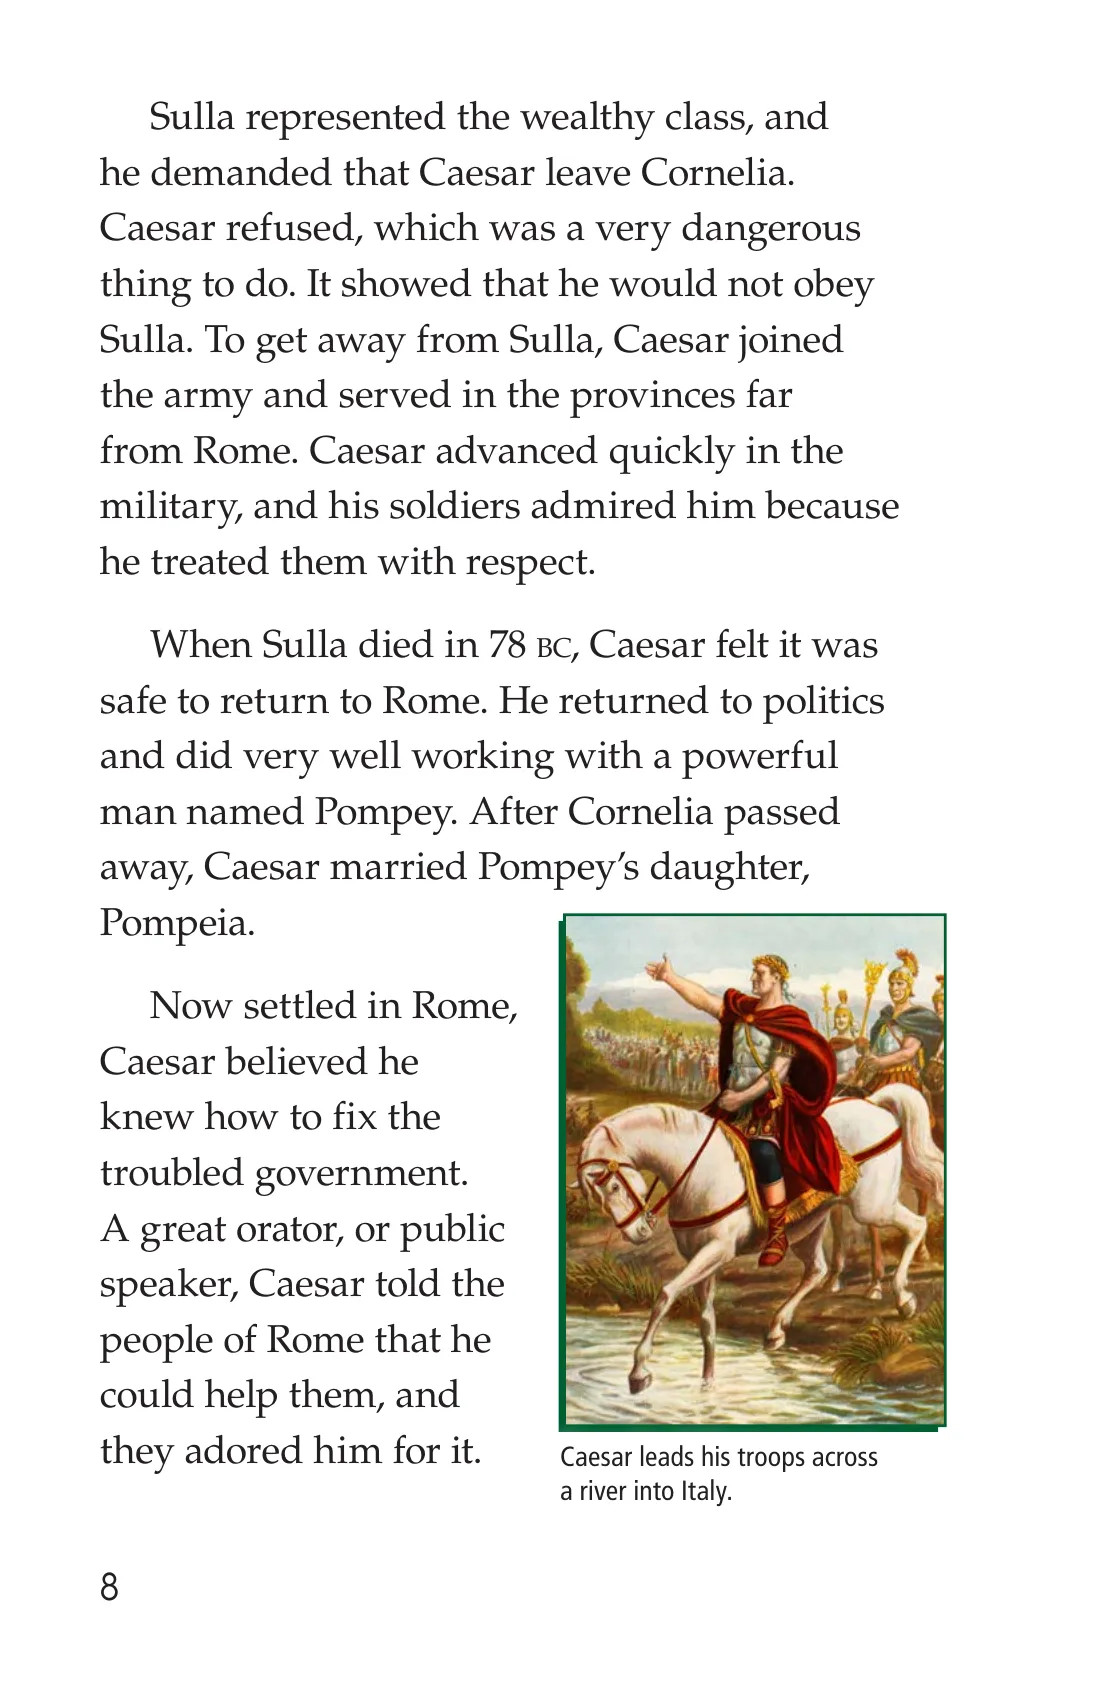 Sulla represented the wealthy class, and
he demanded that Caesar leave Cornelia.
Caesar refused, which was a very dangerous
thing to do. It showed that he would not obey
Sulla. To get away from Sulla, Caesar joined
the army and served in the provinces far
from Rome. Caesar advanced quickly in the
military, and his soldiers admired him because
he treated them with respect.
When Sulla died in 78 BC, Caesar felt it was
safe to return to Rome. He returned to politics
and did very well working with a powerful
man named Pompey. After Cornelia passed
away, Caesar married Pompey’s daughter,
Pompeia.
Now settled in Rome,
Caesar believed he
knew how to fix the
troubled government.
A great orator, or public
speaker, Caesar told the
people of Rome that he
could help them, and
they adored him for it.
Caesar leads his troops across
a river into Italy.
8